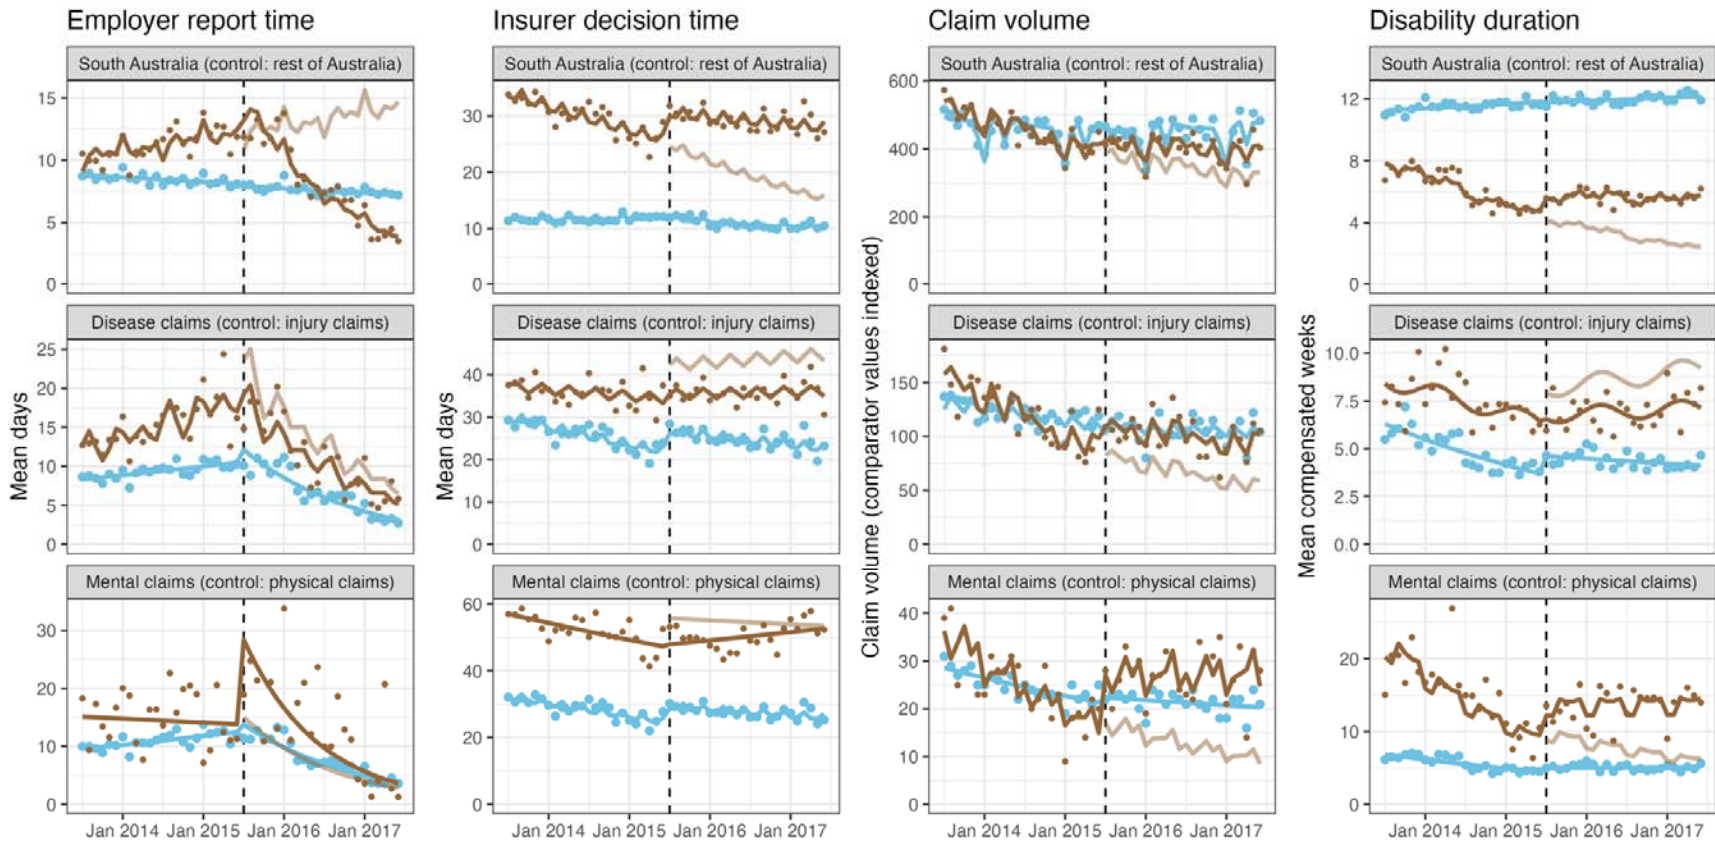 Employer report time
Insurer decision time
Claim volume
Disability duration
South Australia (control: rest of Australia)
South Australia (control: rest of Australia)
South Australia (control: rest of Australia)
South Australia (control: rest of Australia)
15
10
5
0
30
20
10
0
600
400
200
0
12
8
4
0
Disease claims (control: injury claims)
Disease claims (control: injury claims)
Disease claims (control: injury claims)
Disease claims (control: injury claims)
Mean days
25
20
15
10
5
0
Mean days
40
30
20
10
0
Claim volume (comparator values indexed)
150
100
50
0
Mean compensated weeks
10.0
7.5
5.0
2.5
0.0
Mental claims (control: physical claims)
Mental claims (control: physical claims)
Mental claims (control: physical claims)
Mental claims (control: physical claims)
30
20
10
0
60
40
20
0
40
30
20
10
0
20
10
0
Jan 2014 Jan 2015 Jan 2016 Jan 2017
Jan 2014 Jan 2015 Jan 2016 Jan 2017
Jan 2014 Jan 2015 Jan 2016 Jan 2017
Jan 2014 Jan 2015 Jan 2016 Jan 2017